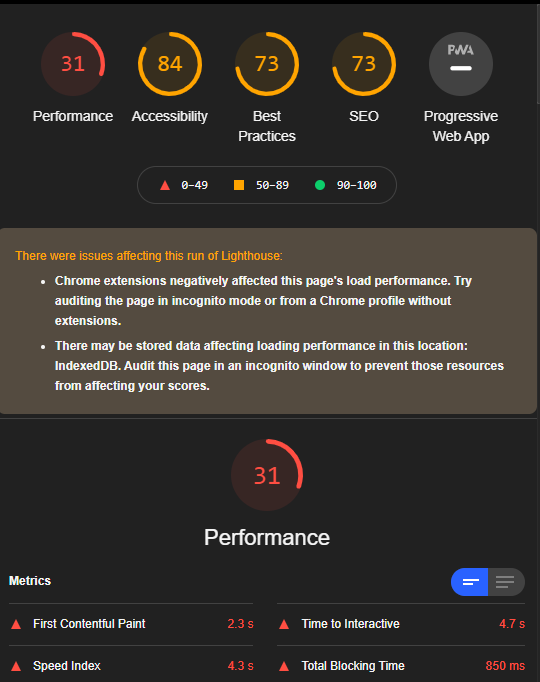 31
84
73
73
PWA
Performance
Accessibility
Best
Practices
SEO
Progressive
Web App
0–49
50–89
90–100
There were issues affecting this run of Lighthouse:
• Chrome extensions negatively affected this page's load performance. Try
auditing the page in incognito mode or from a Chrome profile without
extensions.
• There may be stored data affecting loading performance in this location:
IndexedDB. Audit this page in an incognito window to prevent those resources
from affecting your scores.
31
Performance
Metrics
First Contentful Paint 2.3 s
Time to Interactive 4.7 s
Speed Index 4.3 s
Total Blocking Time 850 ms